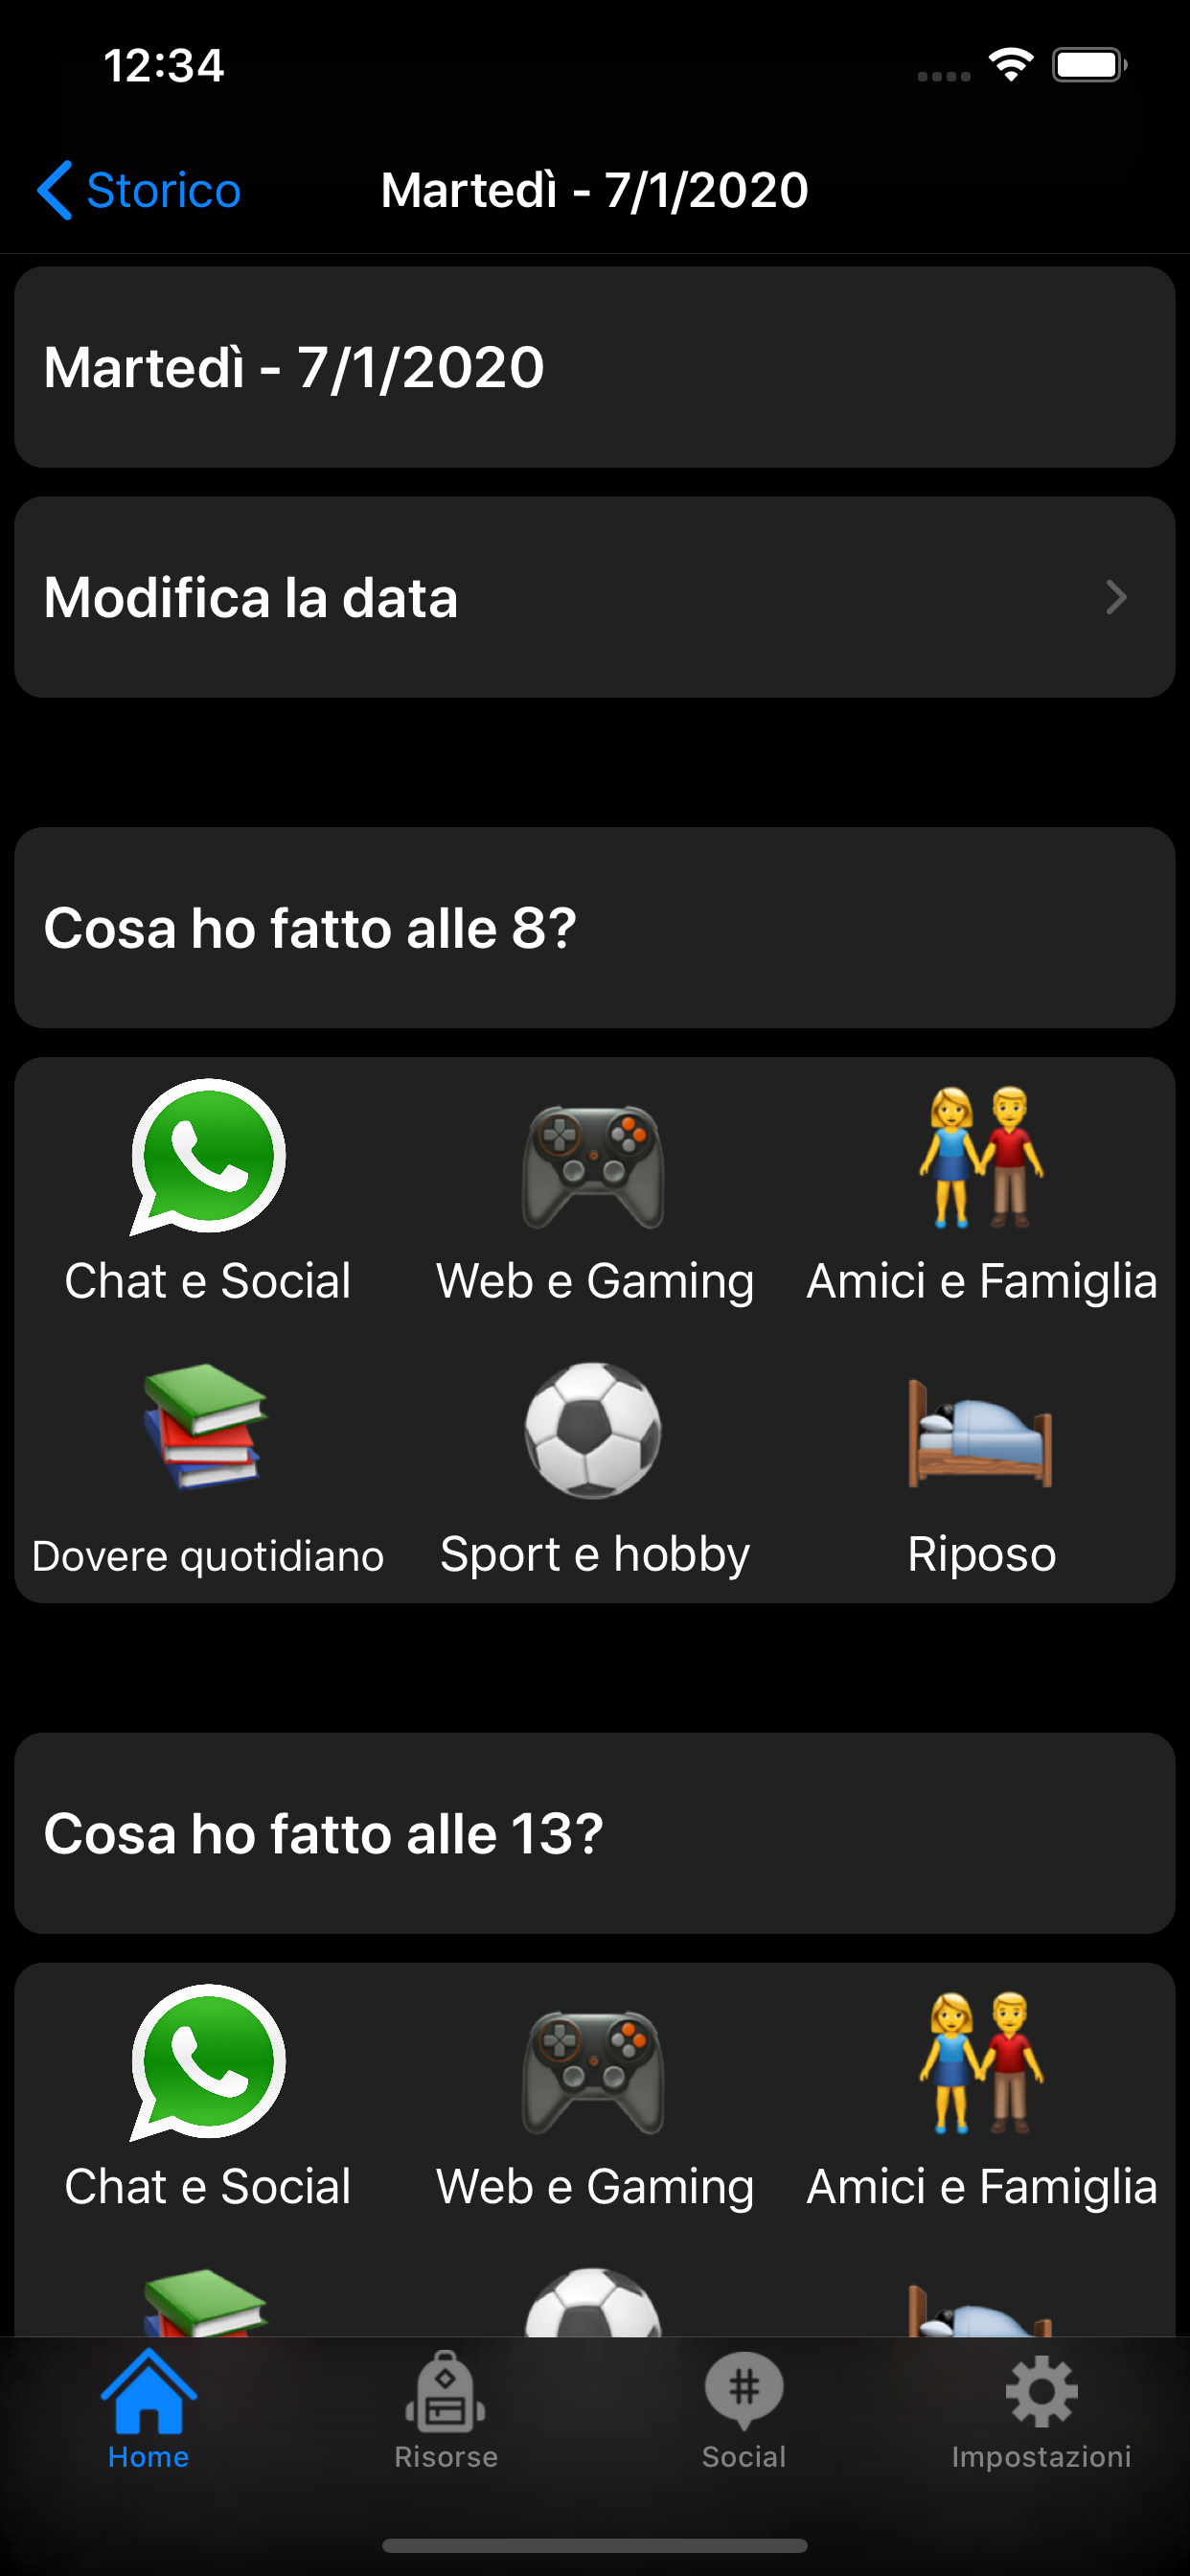 12:34
Storico
Martedì - 7/1/2020
Martedì - 7/1/2020
Modifica la data
Cosa ho fatto alle 8?
Chat e Social Web e Gaming Amici e Famiglia
Dovere quotidiano Sport e hobby Riposo
Cosa ho fatto alle 13?
Chat e Social Web e Gaming Amici e Famiglia
Home Risorse Social Impostazioni